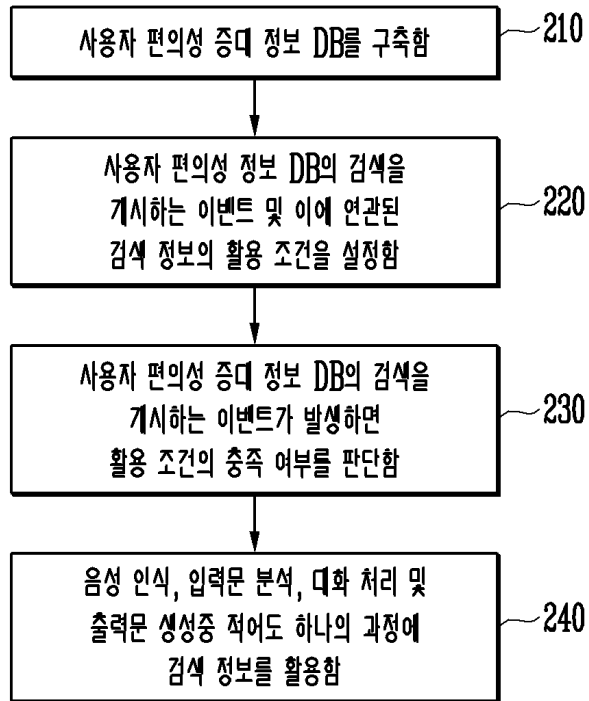 사용자 편의성 증대 정보 DB를 구축함
210
사용자 편의성 정보 DB의 검색을
개시하는 이벤트 및 이에 연관된
검색 정보의 활용 조건을 설정함
220
사용자 편의성 증대 정보 DB의 검색을
개시하는 이벤트가 발생하면
활용 조건의 충족 여부를 판단함
230
음성 인식, 입력문 분석, 대화 처리 및
출력문 생성중 적어도 하나의 과정에
검색 정보를 활용함
240